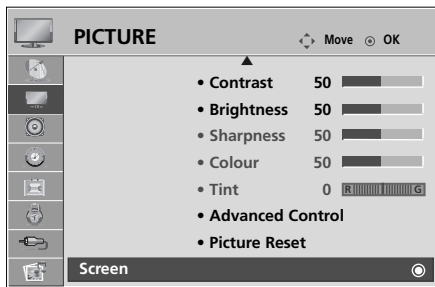 PICTURE Move OK
• Contrast 50
• Brightness 50
• Sharpness 50
• Colour 50
• Tint 0 R G
• Advanced Control
• Picture Reset
Screen